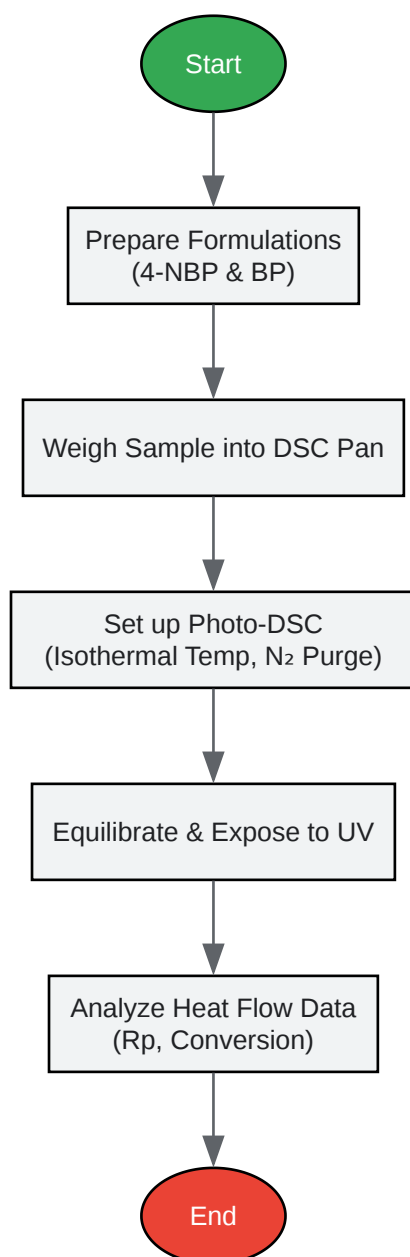 Start
Prepare Formulations
(4-NBP & BP)
Weigh Sample into DSC Pan
Set up Photo-DSC
(Isothermal Temp, N₂ Purge)
Equilibrate & Expose to UV
Analyze Heat Flow Data
(Rp, Conversion)
End